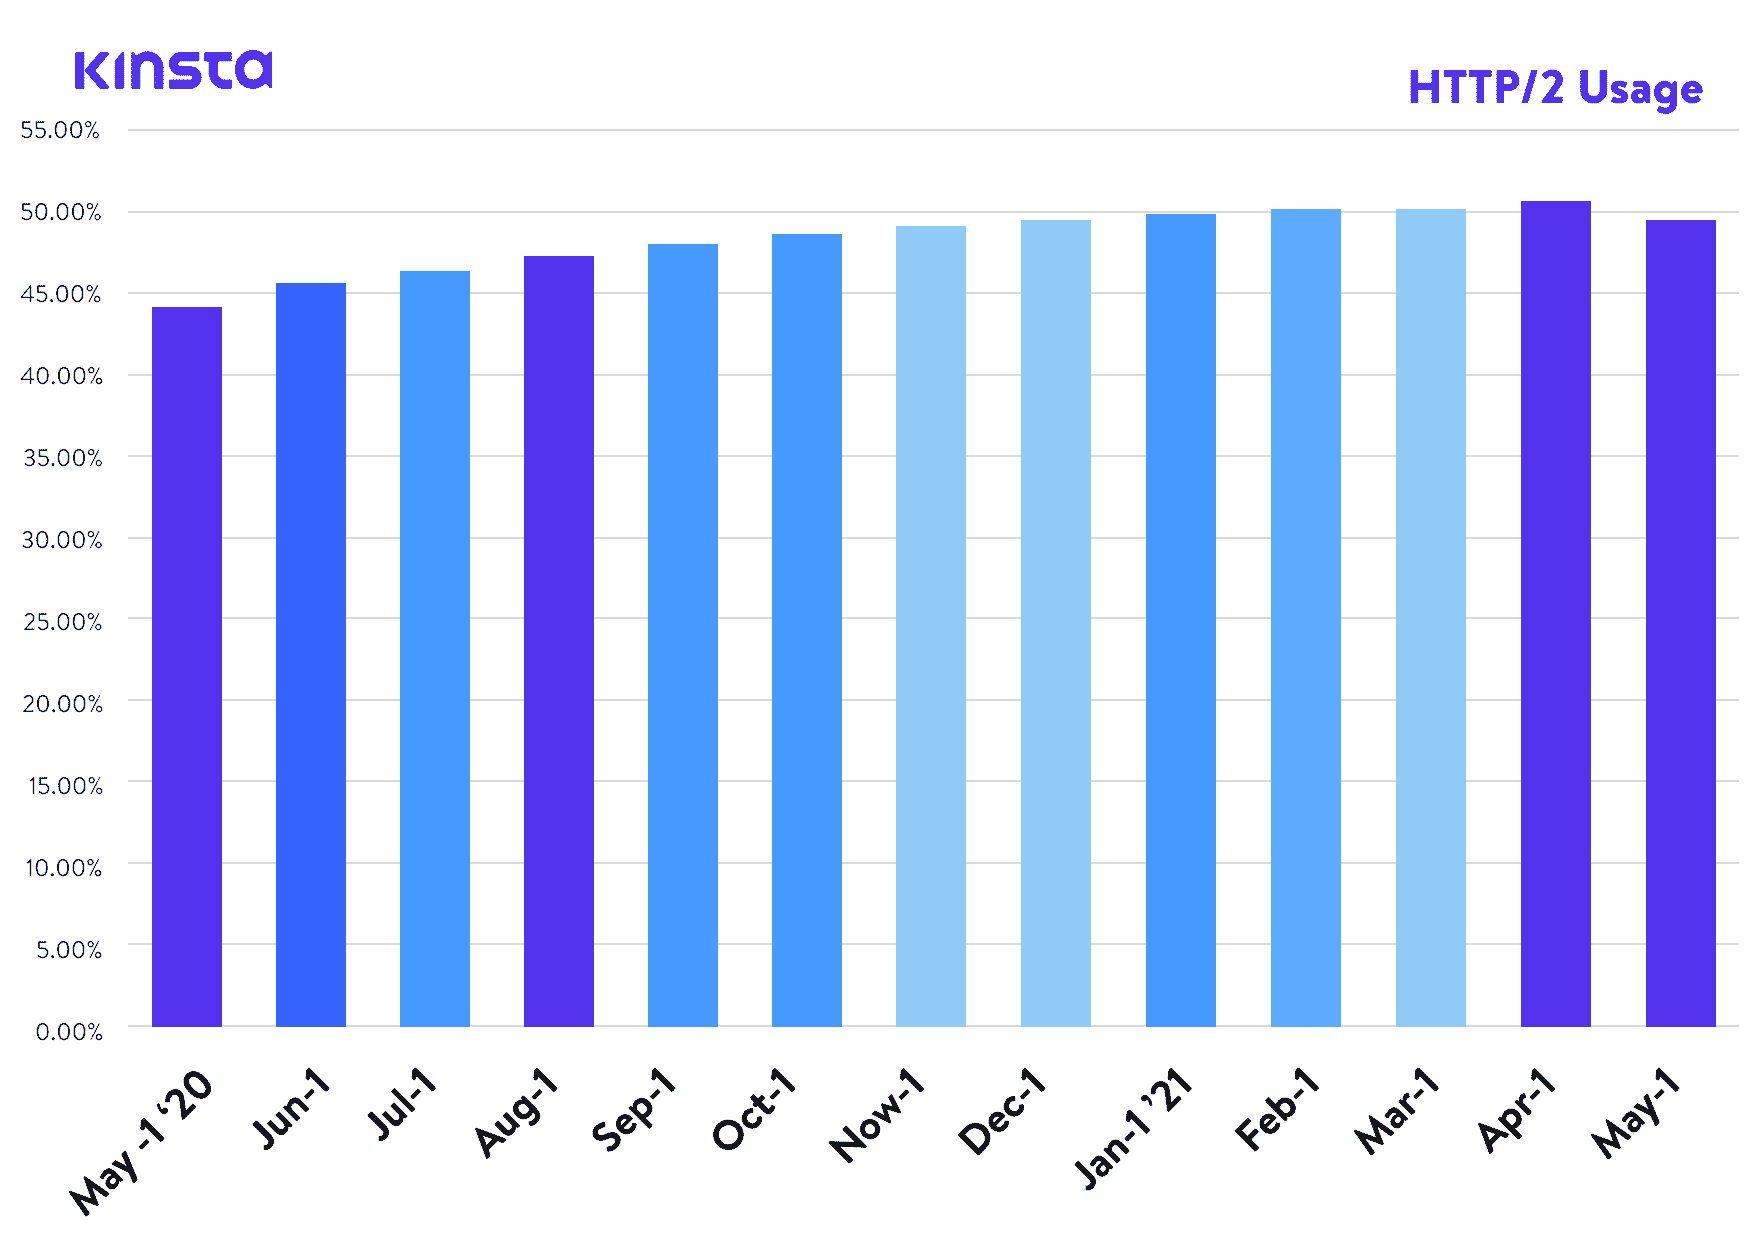 Kinsta
HTTP/2 Usage
55.00%
50.00%
45.00%
40.00%
35.00%
30.00%
25.00%
20.00%
15.00%
10.00%
5.00%
0.00%
May -1 ‘20
Jun-1
Jul-1
Aug-1
Sep-1
Oct-1
Now-1
Dec-1
Jan-1 ’21
Feb-1
Mar-1
Apr-1
May-1